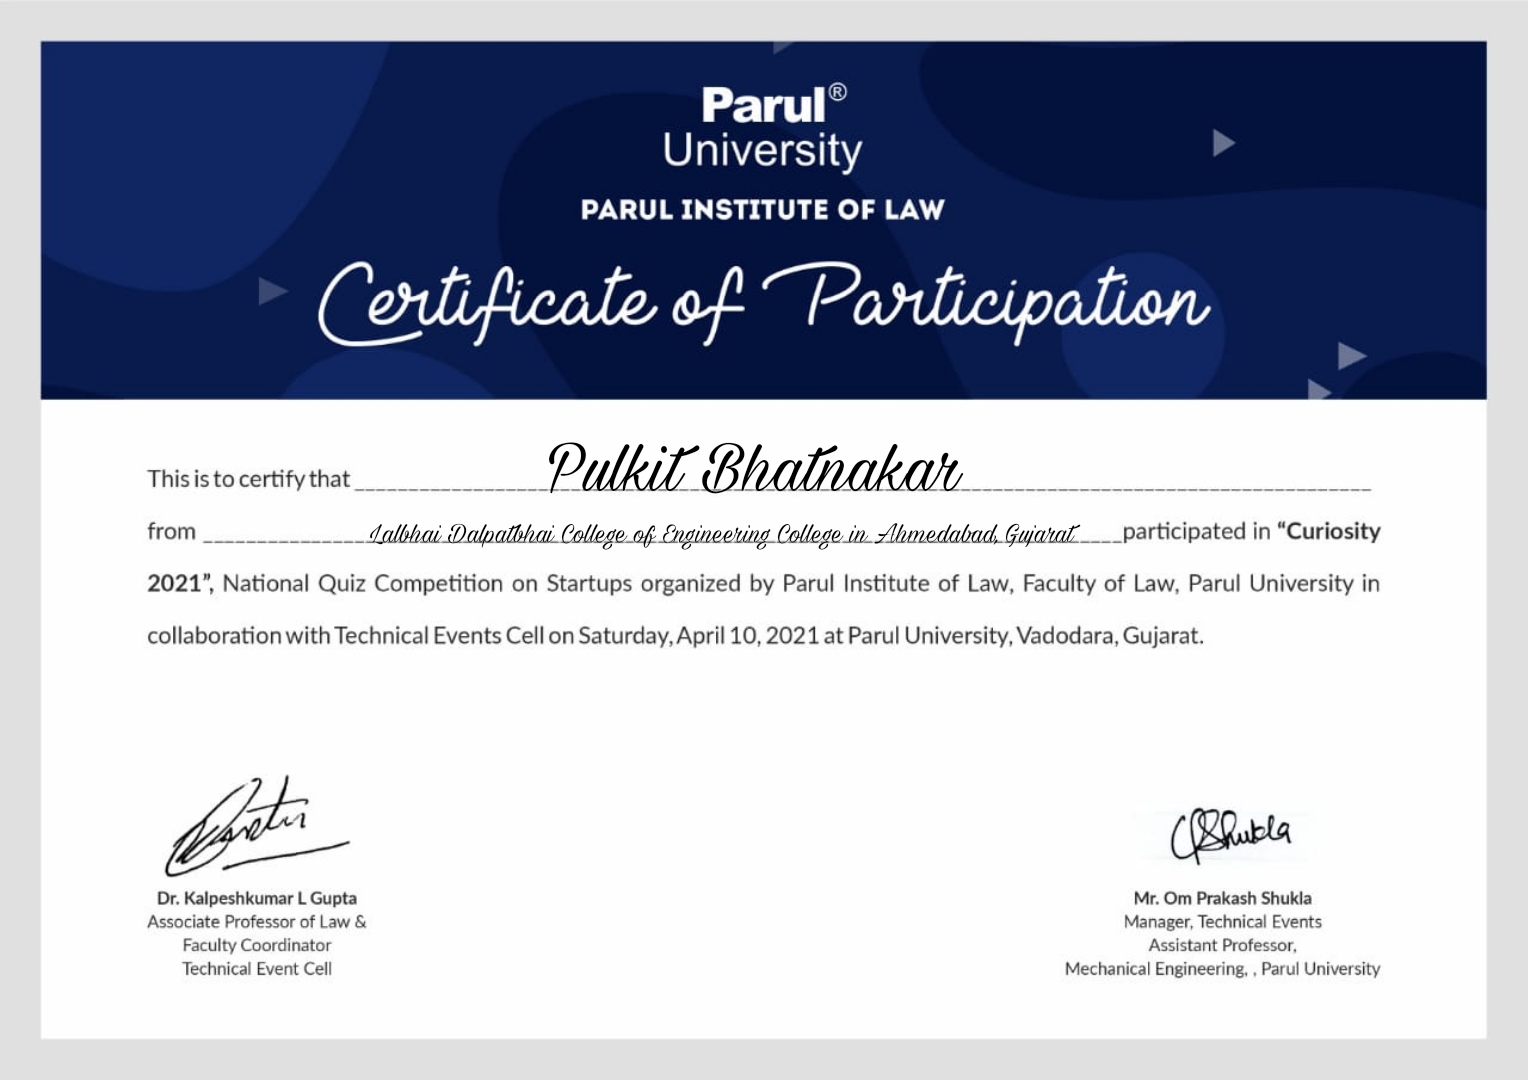 Parul®
University
PARUL INSTITUTE OF LAW
Certificate of Participation
This is to certify that Pulkit Bhatnakar
from Lalbhai Dalpatbhai College of Engineering College in Ahmedabad, Gujarat participated in “Curiosity
2021”, National Quiz Competition on Startups organized by Parul Institute of Law, Faculty of Law, Parul University in
collaboration with Technical Events Cell on Saturday, April 10, 2021 at Parul University, Vadodara, Gujarat.
Dr. Kalpeshkumar L Gupta
Associate Professor of Law &
Faculty Coordinator
Technical Event Cell
Shukla
Mr. Om Prakash Shukla
Manager, Technical Events
Assistant Professor,
Mechanical Engineering, , Parul University